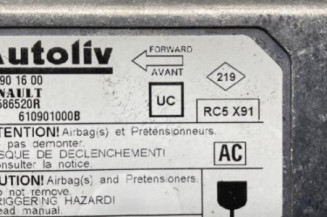 Autoliv
FORWARD
AVANT
90 16 00
219
NAULT
586520R
UC
RC5 X91
610901000B
TENTION! Airbag(s) et Pretensionneurs.
pas demonter.
SQUE DE DECLENCHEMENT!
onsulter la notice.
AC
UTION! Airbag(s) and Pretensioners.
o not remove.
RIGGERING HAZARD!
ead manual.